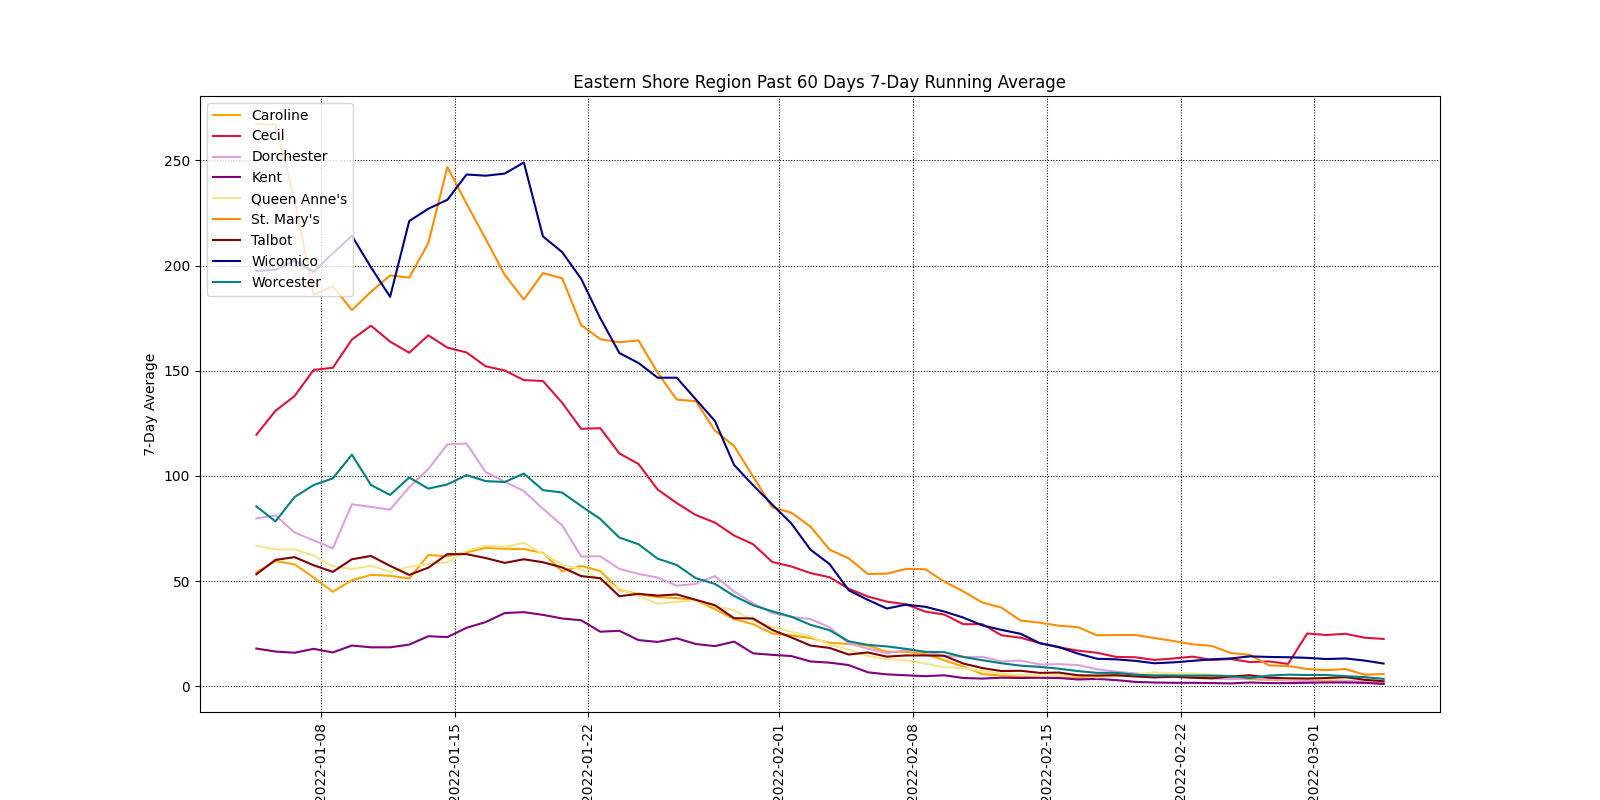 Eastern Shore Region Past 60 Days 7-Day Running Average
Caroline
Cecil
Dorchester
Kent
Queen Anne's
St. Mary's
Talbot
Wicomico
Worcester
250
200
150
100
50
0
7-Day Average
2022-01-08
2022-01-15
2022-01-22
2022-02-01
2022-02-08
2022-02-15
2022-02-22
2022-03-01